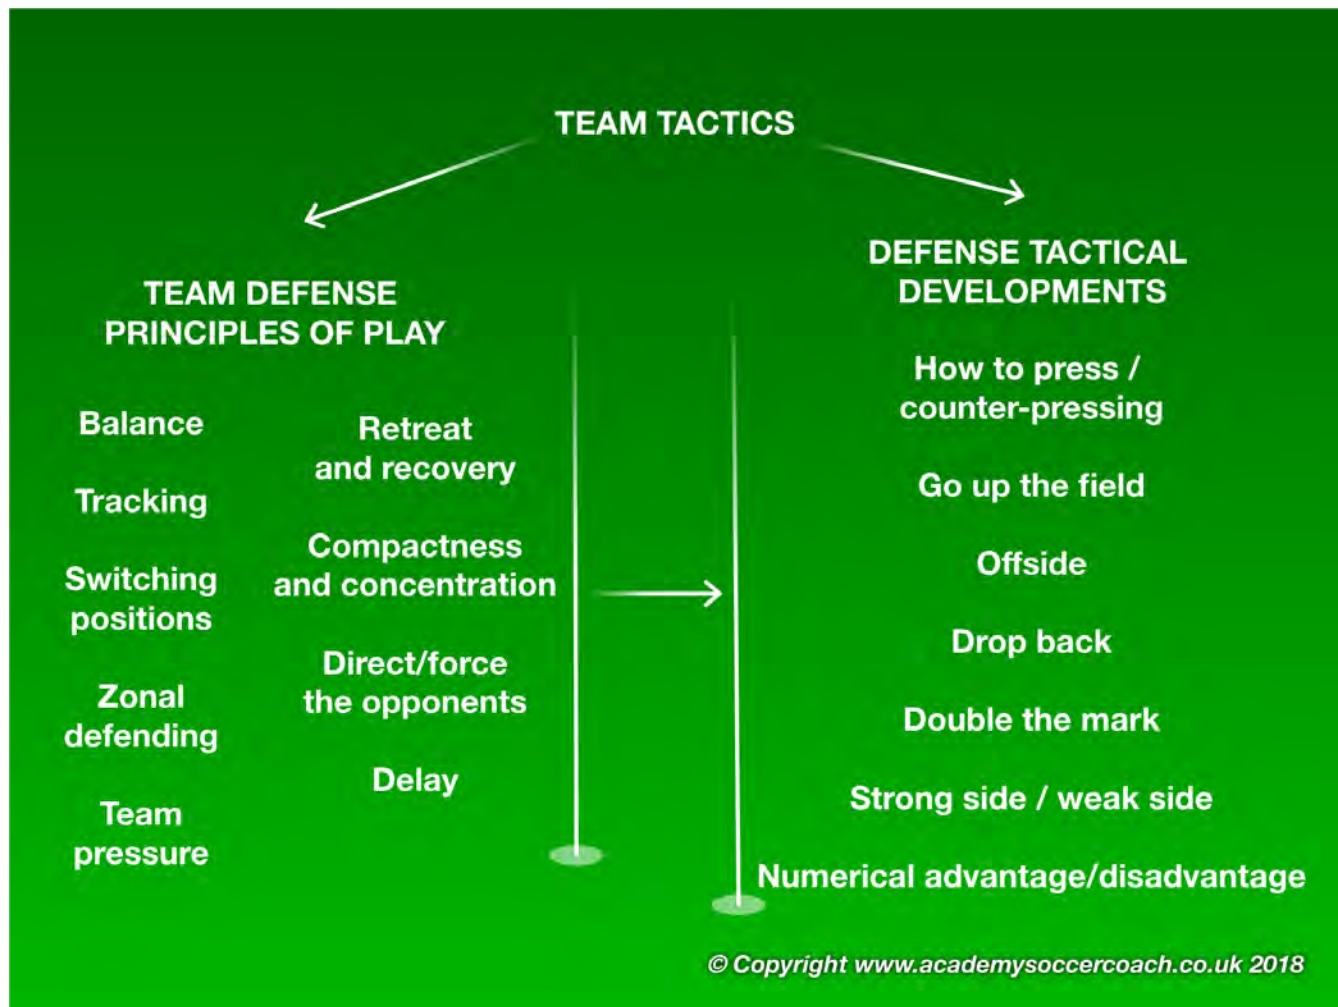 TEAM TACTICS
TEAM DEFENSE
PRINCIPLES OF PLAY
Balance
Tracking
Switching
positions
Zonal
defending
Team
pressure
Retreat
and recovery
Compactness
and concentration
Direct/force
the opponents
Delay
DEFENSE TACTICAL
DEVELOPMENTS
How to press /
counter-pressing
Go up the field
Offside
Drop back
Double the mark
Strong side / weak side
Numerical advantage/disadvantage
© Copyright www.academysoccercoach.co.uk 2018